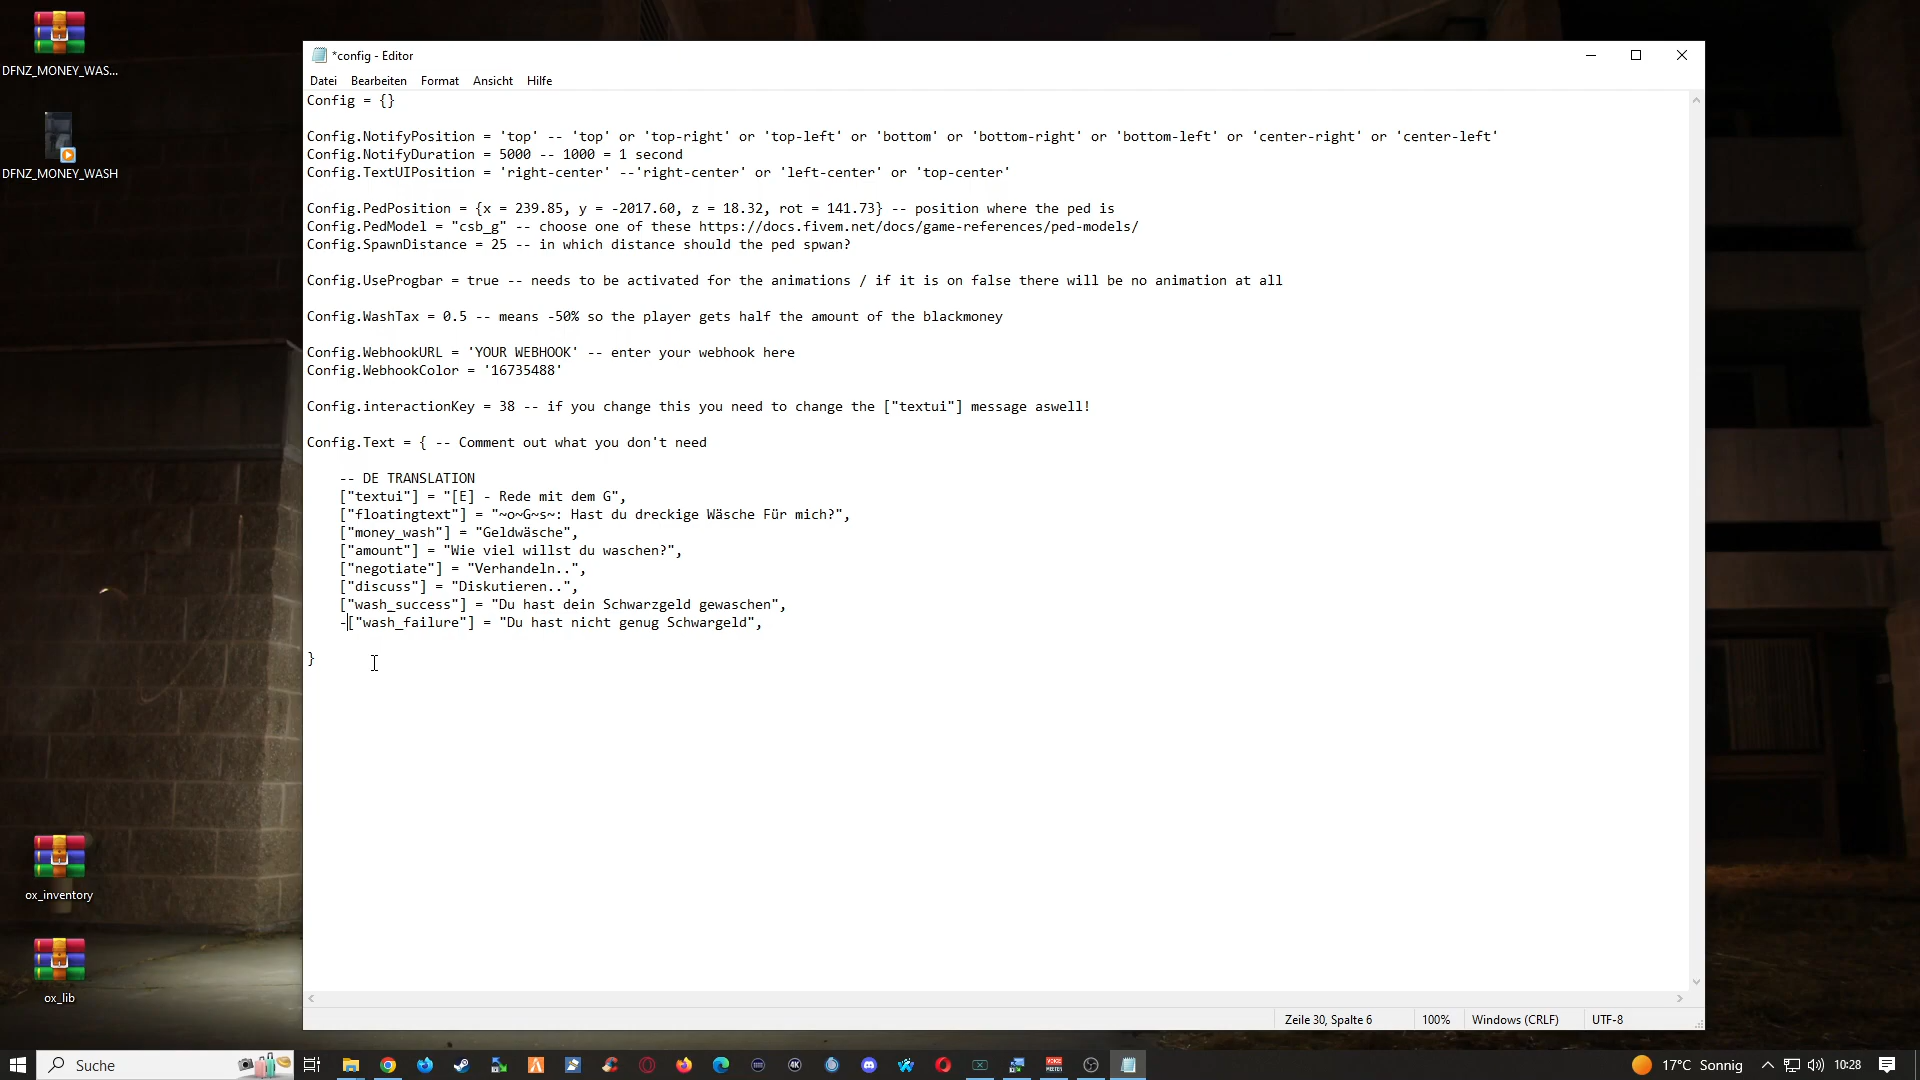 DFNZ_MONEY_WAS...
DFNZ_MONEY_WASH
ox_inventory
ox_lib
*config - Editor
Datei Bearbeiten Format Ansicht Hilfe
Config = {}
Config.NotifyPosition = 'top' -- 'top' or 'top-right' or 'top-left' or 'bottom' or 'bottom-right' or 'bottom-left' or 'center-right' or 'center-left'
Config.NotifyDuration = 5000 -- 1000 = 1 second
Config.TextUIPosition = 'right-center' --'right-center' or 'left-center' or 'top-center'
Config.PedPosition = {x = 239.85, y = -2017.60, z = 18.32, rot = 141.73} -- position where the ped is
Config.PedModel = "csb_g" -- choose one of these https://docs.fivem.net/docs/game-references/ped-models/
Config.SpawnDistance = 25 -- in which distance should the ped spwan?
Config.UseProgbar = true -- needs to be activated for the animations / if it is on false there will be no animation at all
Config.WashTax = 0.5 -- means -50% so the player gets half the amount of the blackmoney
Config.WebhookURL = 'YOUR WEBHOOK' -- enter your webhook here
Config.WebhookColor = '16735488'
Config.interactionKey = 38 -- if you change this you need to change the ["textui"] message aswell!
Config.Text = { -- Comment out what you don't need
-- DE TRANSLATION
["textui"] = "[E] - Rede mit dem G",
["floatingtext"] = "~o~G~s~: Hast du dreckige Wäsche Für mich?",
["money_wash"] = "Geldwäsche",
["amount"] = "Wie viel willst du waschen?",
["negotiate"] = "Verhandeln..",
["discuss"] = "Diskutieren..",
["wash_success"] = "Du hast dein Schwarzgeld gewaschen",
-["wash_failure"] = "Du hast nicht genug Schwargeld",
}
Zeile 30, Spalte 6 100% Windows (CRLF) UTF-8
Suche
4K
17°C Sonnig 10:28